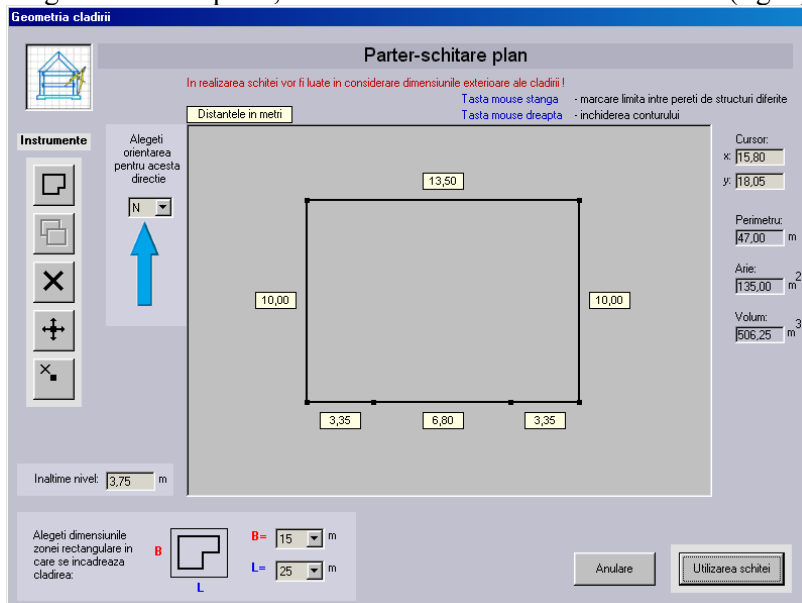 Geometria cladirii
Parter-schitare plan
In realizarea schitei vor fi luate in considerare dimensiunile exterioare ale cladirii !
Tasta mouse stanga - marcare limita intre pereti de structuri diferite
Distantele in metri
Tasta mouse dreapta - inchiderea conturului
Instrumente
Alegeti
orientarea
pentru acesta
directie
N
13,50
10,00
10,00
3,35
6,80
3,35
Cursor:
x: 15,80
y: 18,05
Perimetru:
47,00 m
Arie:
135,00 m2
Volum:
506,25 m3
Inaltime nivel: 3,75 m
Alegeti dimensiunile
zonei rectangulare in
care se incadreaza
cladirea:
B
L
B= 15 m
L= 25 m
Anulare
Utilizarea schitei